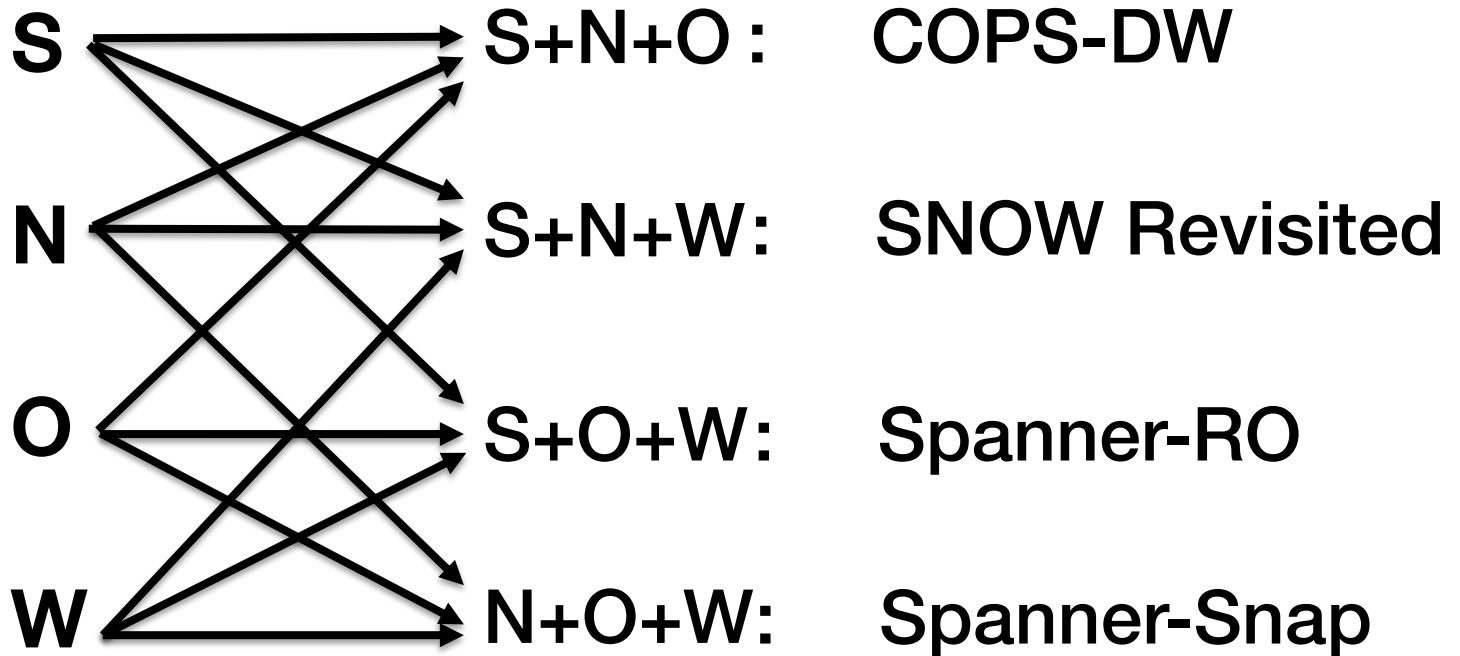 S S+N+O : COPS-DW
N S+N+W: SNOW Revisited
O S+O+W: Spanner-RO
W N+O+W: Spanner-Snap